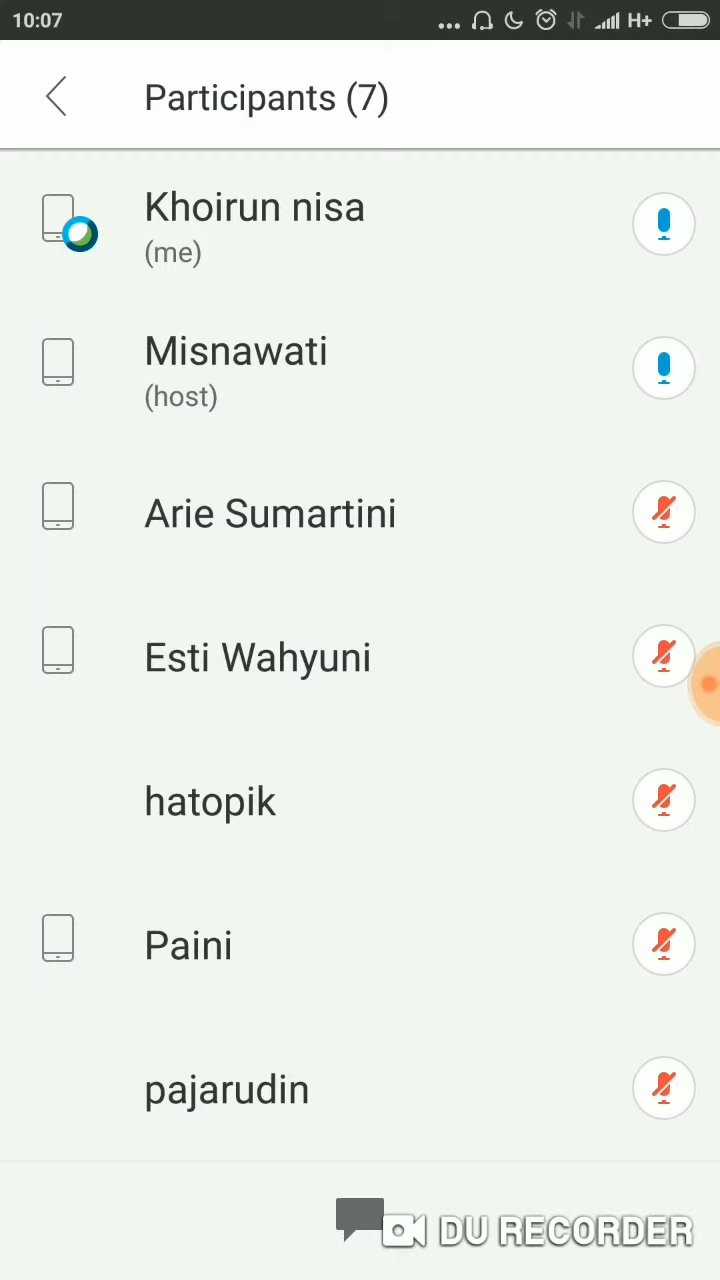 10:07
H+
Participants (7)
Khoirun nisa
(me)
Misnawati
(host)
Arie Sumartini
Esti Wahyuni
hatopik
Paini
pajarudin
DU RECORDER